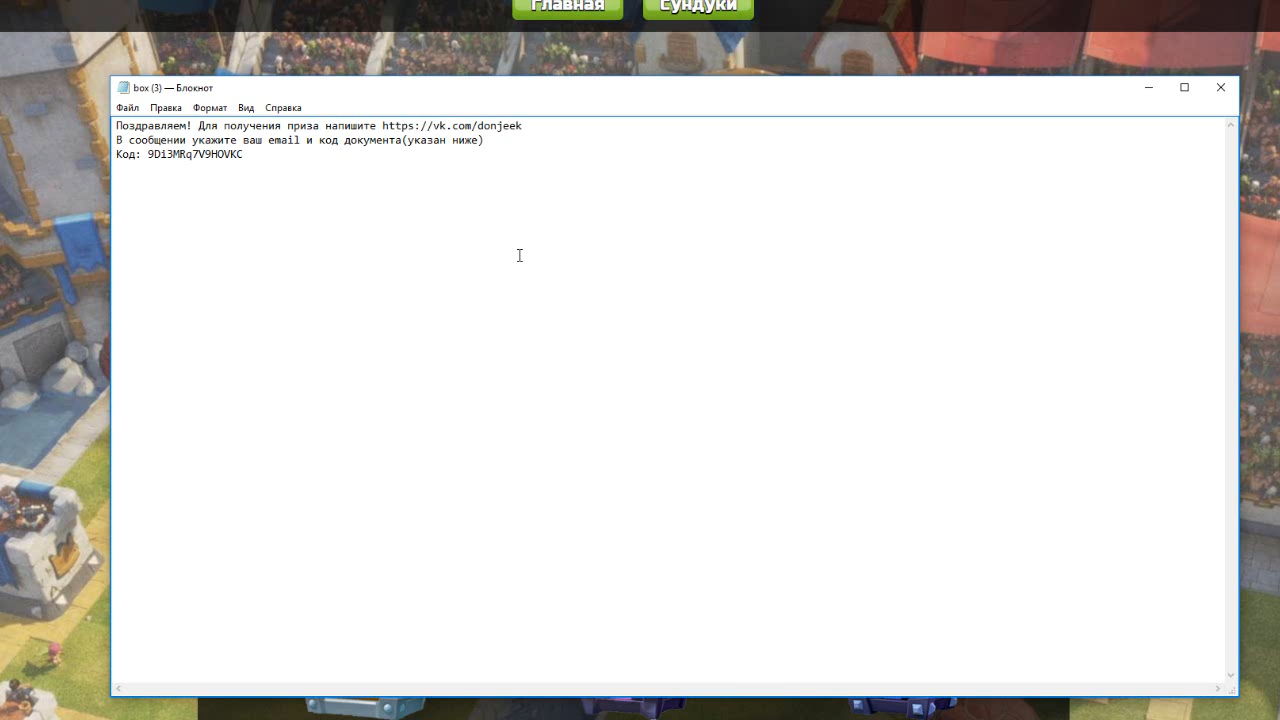 Главная Сундуки
box (3) — Блокнот
Файл Правка Формат Вид Справка
Поздравляем! Для получения приза напишите https://vk.com/donjeek
В сообщении укажите ваш email и код документа(указан ниже)
Код: 9Di3MRq7V9HOVKC